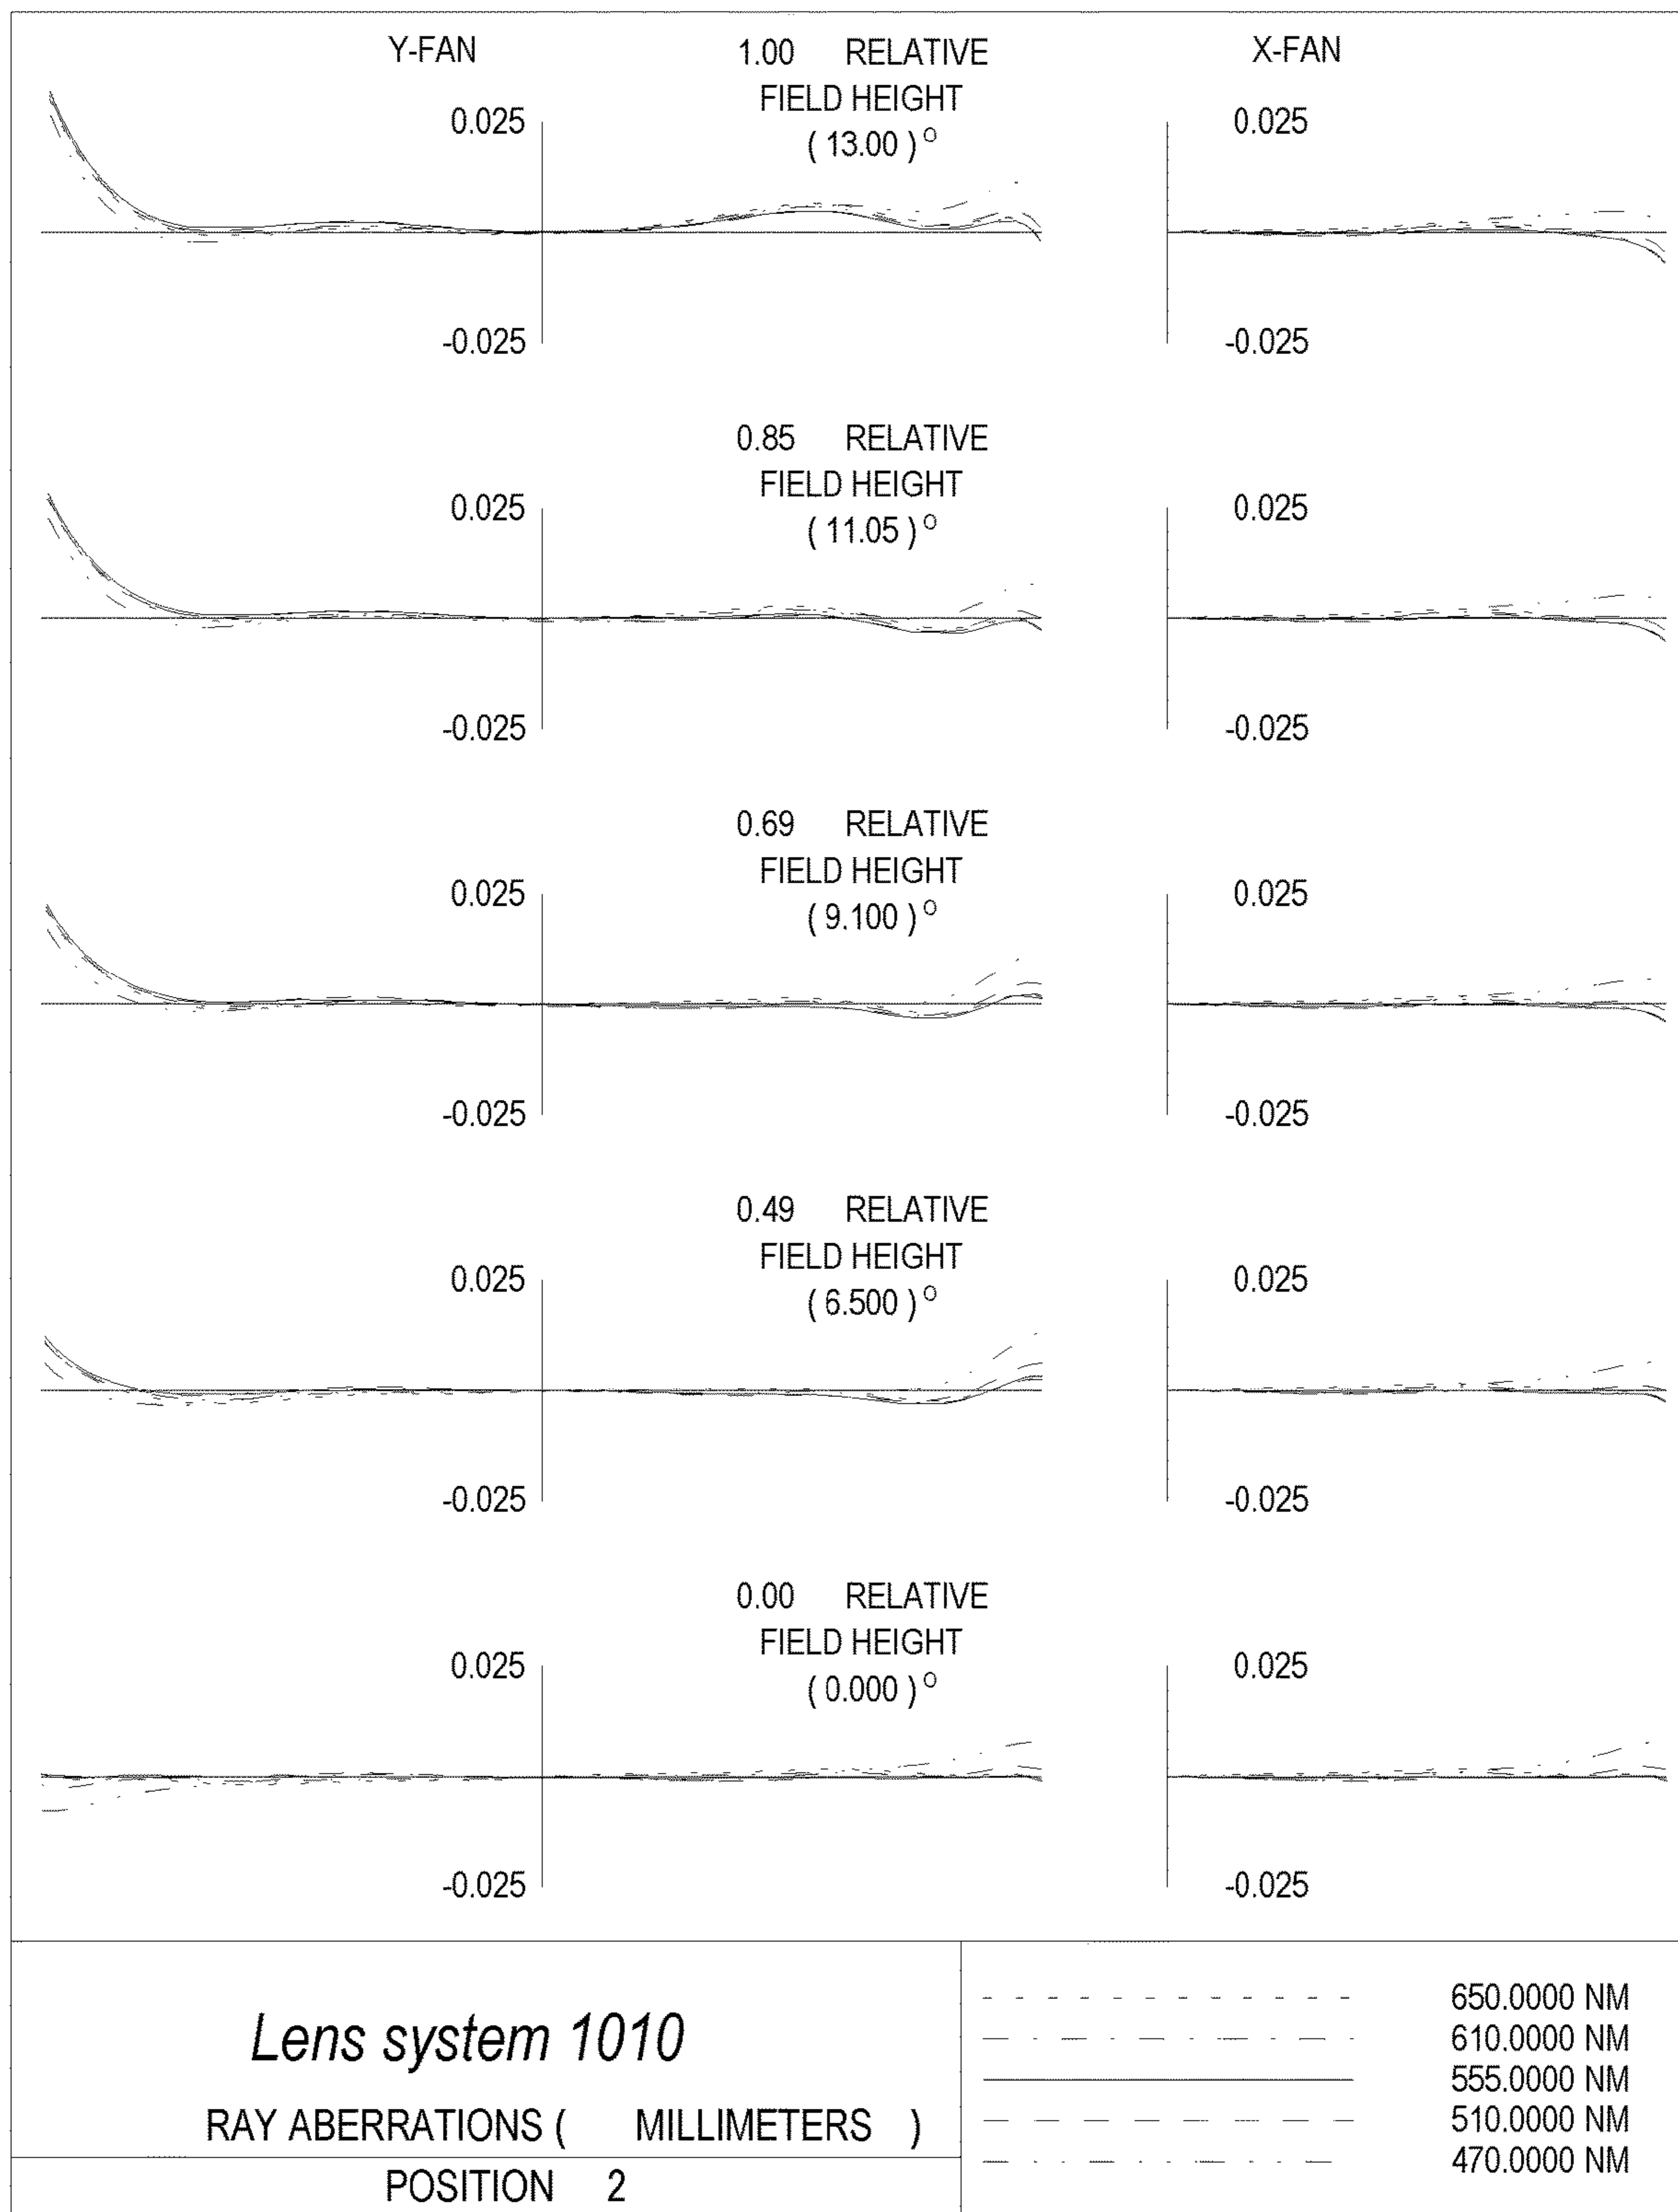 Y-FAN 1.00 RELATIVE X-FAN
FIELD HEIGHT
0.025 ( 13.00 ) O 0.025
-0.025 -0.025
0.85 RELATIVE
FIELD HEIGHT
0.025 ( 11.05 ) O 0.025
-0.025 -0.025
0.69 RELATIVE
FIELD HEIGHT
0.025 ( 9.100 ) O 0.025
-0.025 -0.025
0.49 RELATIVE
FIELD HEIGHT
0.025 ( 6.500 ) O 0.025
-0.025 -0.025
0.00 RELATIVE
FIELD HEIGHT
0.025 ( 0.000 ) O 0.025
-0.025 -0.025
Lens system 1010
RAY ABERRATIONS ( MILLIMETERS )
POSITION 2
650.0000 NM
610.0000 NM
555.0000 NM
510.0000 NM
470.0000 NM